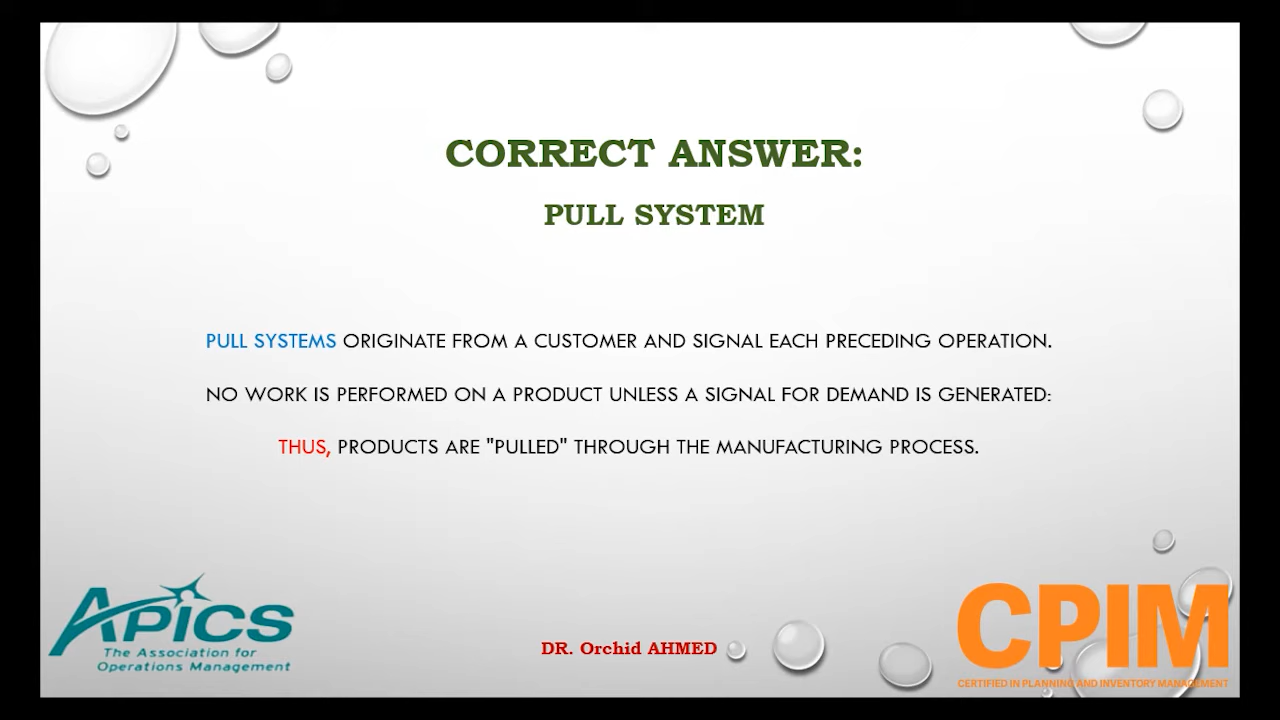 CORRECT ANSWER:
PULL SYSTEM
PULL SYSTEMS ORIGINATE FROM A CUSTOMER AND SIGNAL EACH PRECEDING OPERATION.
NO WORK IS PERFORMED ON A PRODUCT UNLESS A SIGNAL FOR DEMAND IS GENERATED:
THUS, PRODUCTS ARE "PULLED" THROUGH THE MANUFACTURING PROCESS.
APICS
The Association for
Operations Management
DR. Orchid AHMED
CPIM
CERTIFIED IN PLANNING AND INVENTORY MANAGEMENT